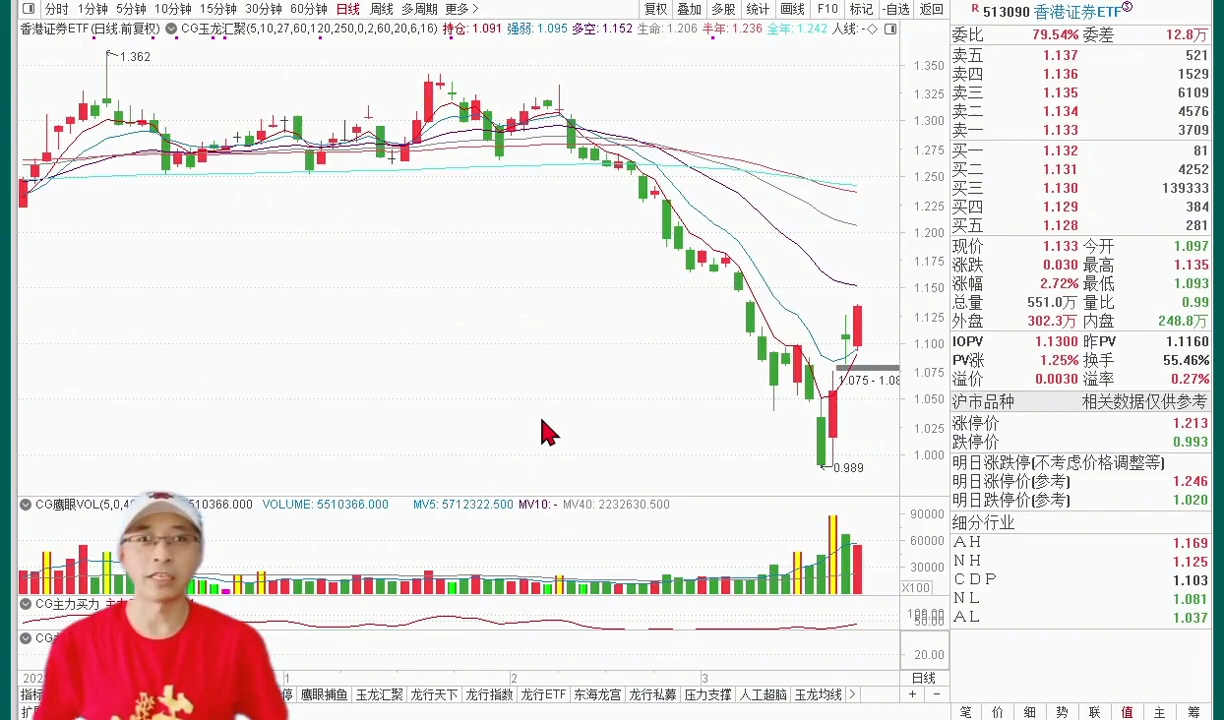 分时 1分钟 5分钟 10分钟 15分钟 30分钟 60分钟 日线 周线 多周期 更多> 复权 叠加 多股 统计 画线 F10 标记 -自选 返回
香港证券ETF(日线.前复权) CG玉龙汇聚(5,10,27,60,120,250,0,2,60,20,6,16) 持仓: 1.091 强弱: 1.095 多空: 1.152 生命: 1.206 半年: 1.236 全年: 1.242 人线: -
1.362
1.350
1.325
1.300
1.275
1.250
1.225
1.200
1.175
1.150
1.125
1.100
1.075
1.050
1.025
1.000
1.075 - 1.08
0.989
CG鹰眼VOL(5,0,4 510366.000 VOLUME: 5510366.000 MV5: 5712322.500 MV10: - MV40: 2232630.500
90000
60000
30000
X100
CG主力买力
100.00
50.00
CG
20.00
202 1 2 3 日线
指标 鹰眼捕鱼 玉龙汇聚 龙行天下 龙行指数 龙行ETF 东海龙宫 龙行私募 压力支撑 人工超脑 玉龙均线 > + -
扩
R 513090 香港证券ETF
委比 79.54% 委差 12.8万
卖五 1.137 521
卖四 1.136 1529
卖三 1.135 6109
卖二 1.134 4576
卖一 1.133 3709
买一 1.132 81
买二 1.131 4252
买三 1.130 139333
买四 1.129 384
买五 1.128 281
现价 1.133 今开 1.097
涨跌 0.030 最高 1.135
涨幅 2.72% 最低 1.093
总量 551.0万 量比 0.99
外盘 302.3万 内盘 248.8万
IOPV 1.1300 昨PV 1.1160
PV涨 1.25% 换手 55.46%
溢价 0.0030 溢率 0.27%
沪市品种 相关数据仅供参考
涨停价 1.213
跌停价 0.993
明日涨跌停(不考虑价格调整等)
明日涨停价(参考) 1.246
明日跌停价(参考) 1.020
细分行业
AH 1.169
NH 1.125
CDP 1.103
NL 1.081
AL 1.037
笔 价 细 势 联 值 主 筹